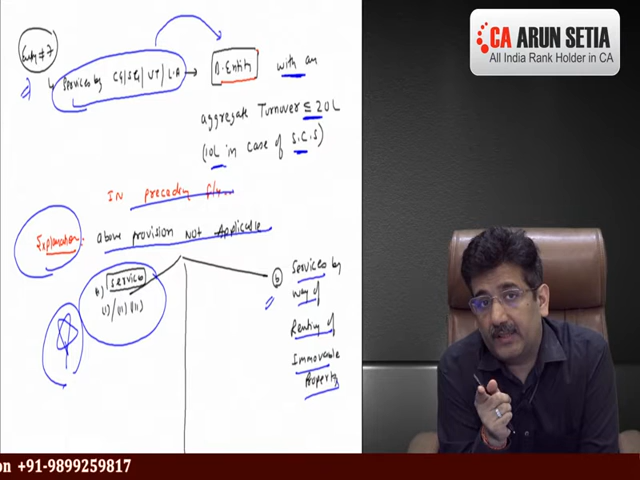 Entry # 7
Services by CG/SG/UT/L.A → B.Entity with an
aggregate Turnover ≤ 20 L
(10L in case of S.C.S)
IN preceding f/y..
Explanation: above provision NOT Applicable
a) Services
(i)/(ii)(iii)
(b) Services by
way of
Renting of
Immovable
Property
CA ARUN SETIA
All India Rank Holder in CA
on +91-9899259817